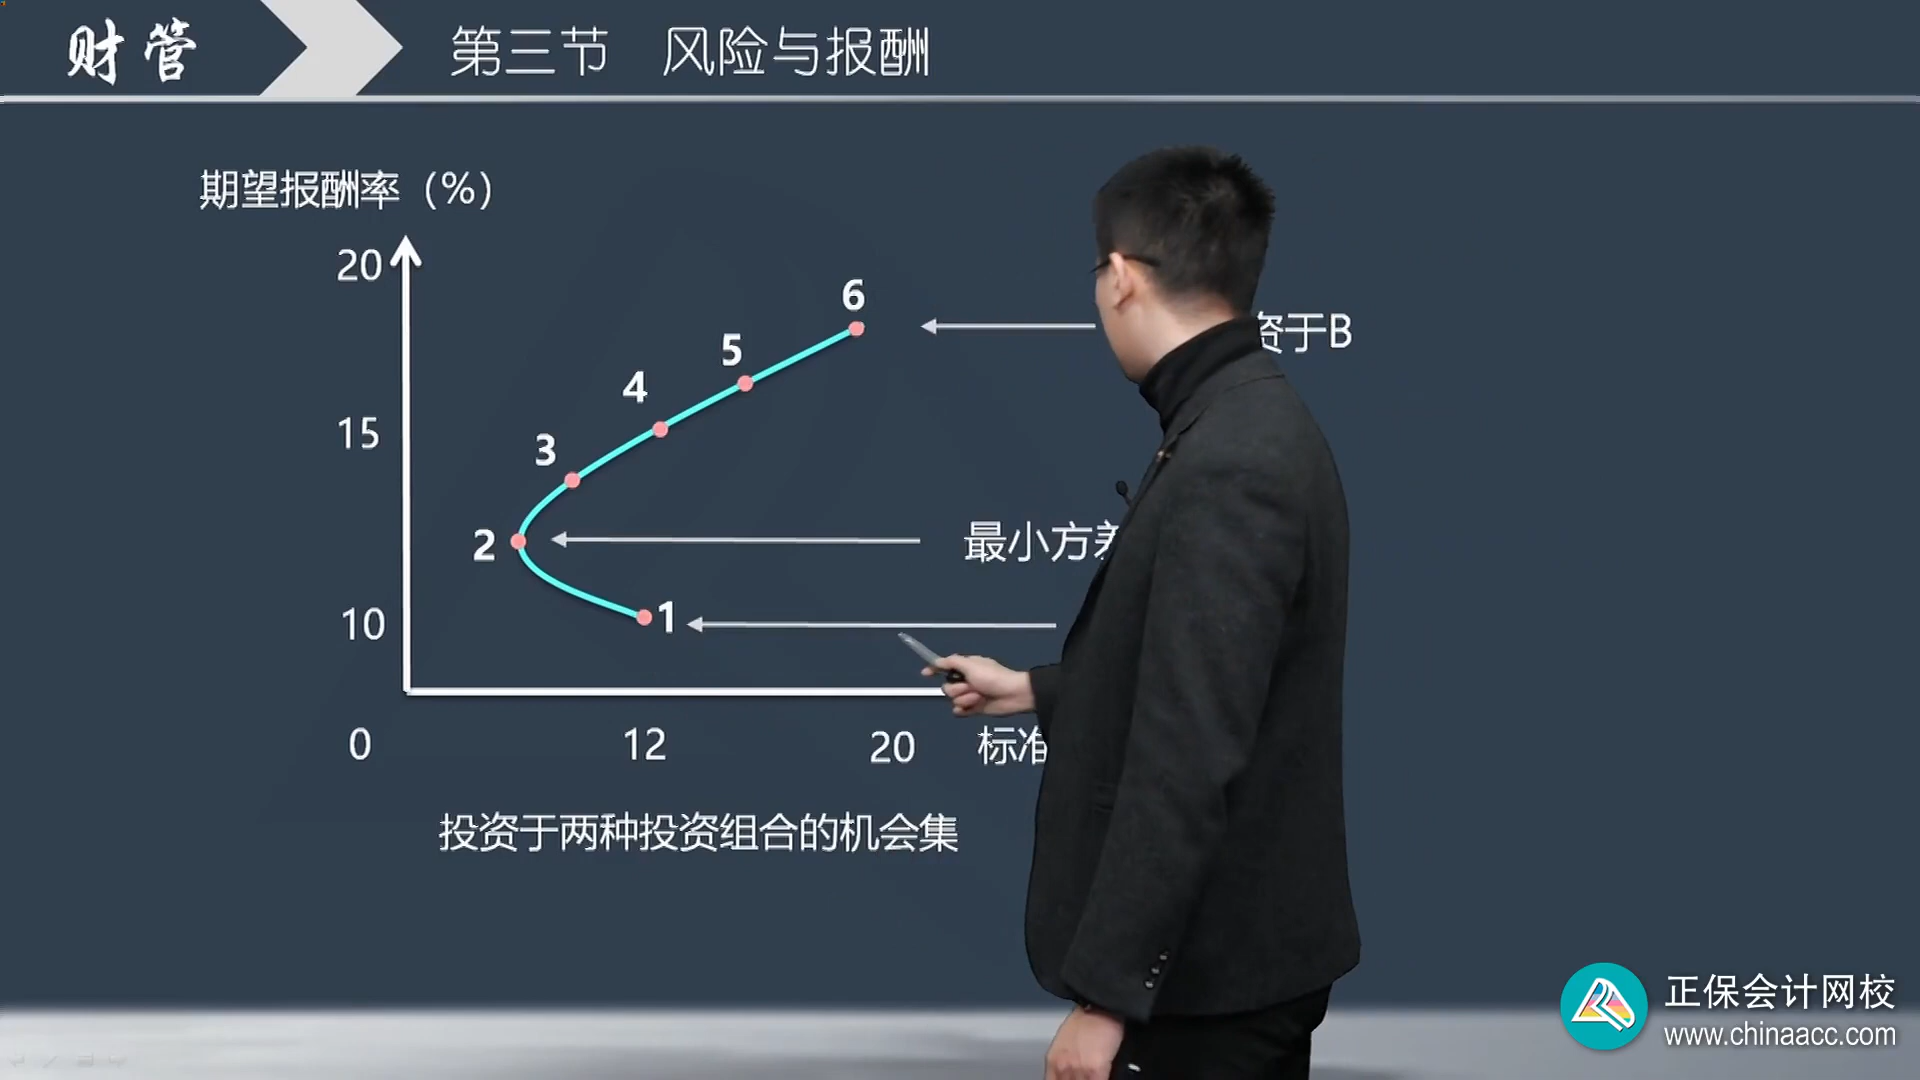 财管
第三节 风险与报酬
期望报酬率（%）
20
6
资于B
5
4
15
3
2
最小方差
1
10
0
12
20
标准
投资于两种投资组合的机会集
正保会计网校
www.chinaacc.com